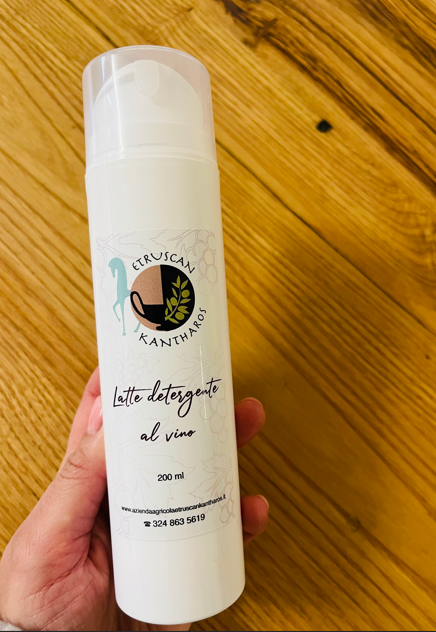 ETRUSCAN
KANTHAROS
Latte detergente
al vino
200 ml
www.aziendaagricolaetruscankantharos.it
☎ 324 863 5619